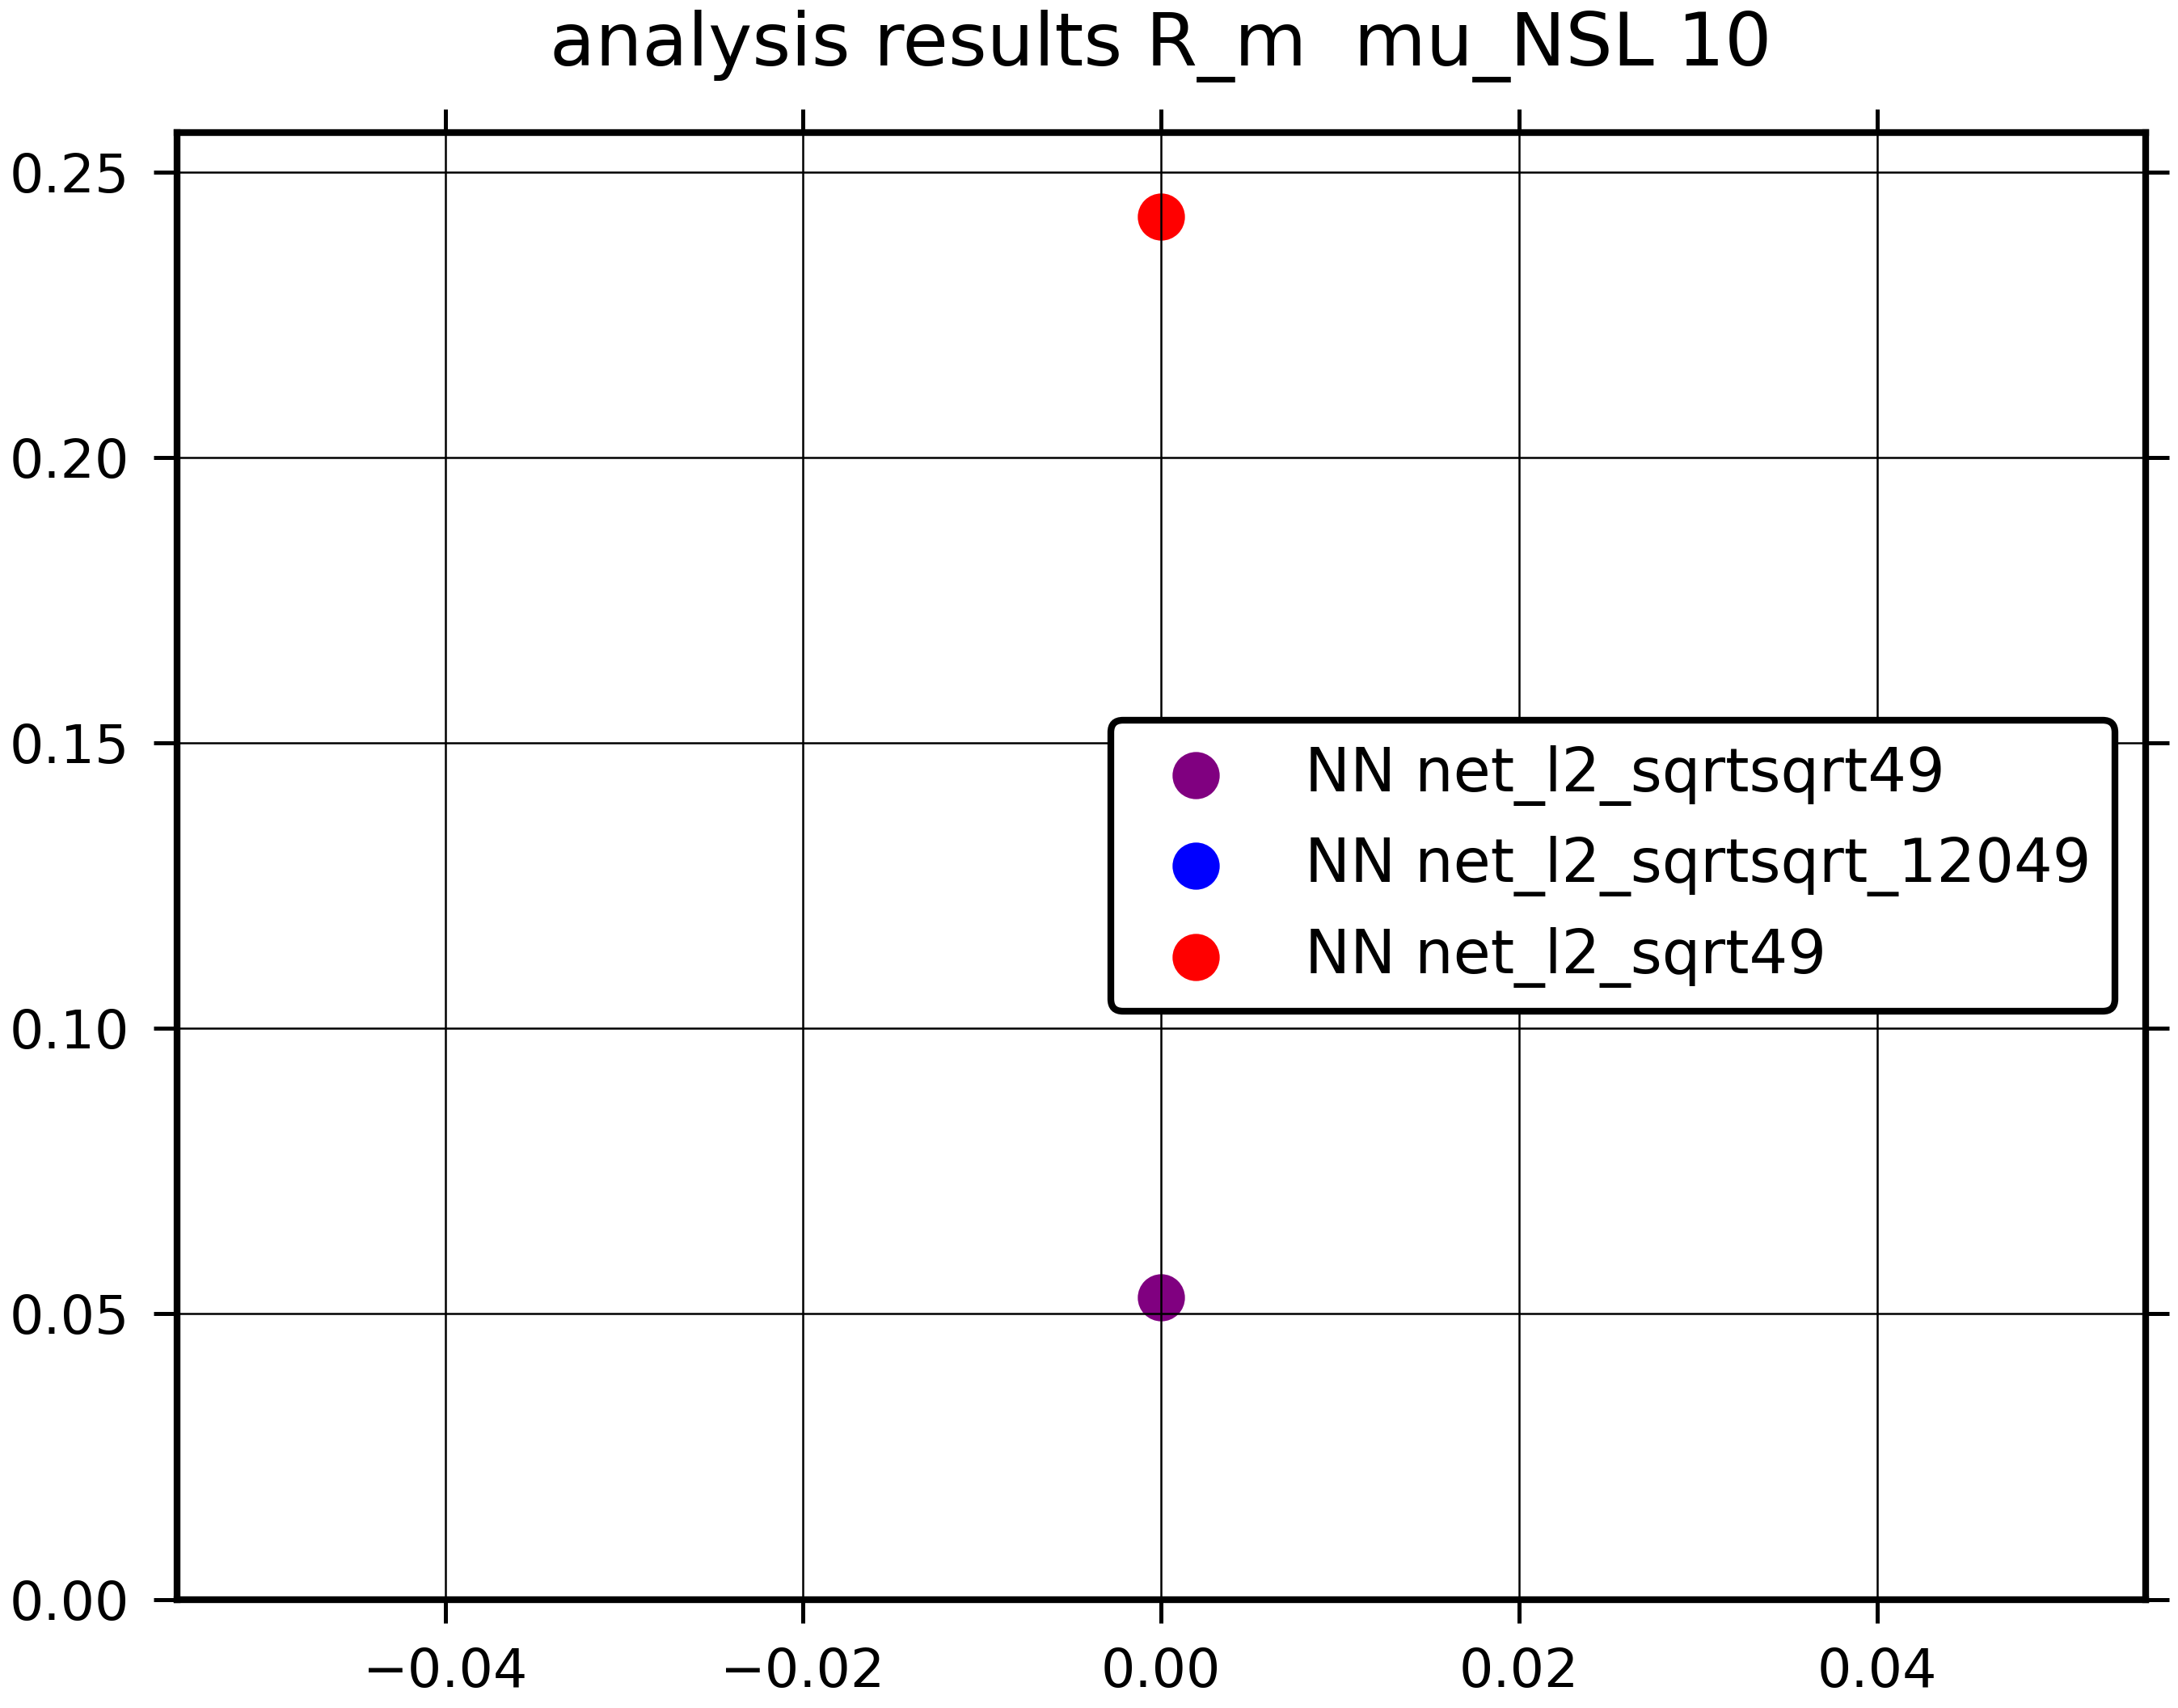 analysis results R_m  mu_NSL 10
0.25
0.20
0.15
0.10
0.05
0.00
NN net_l2_sqrtsqrt49
NN net_l2_sqrtsqrt_12049
NN net_l2_sqrt49
−0.04 −0.02 0.00 0.02 0.04